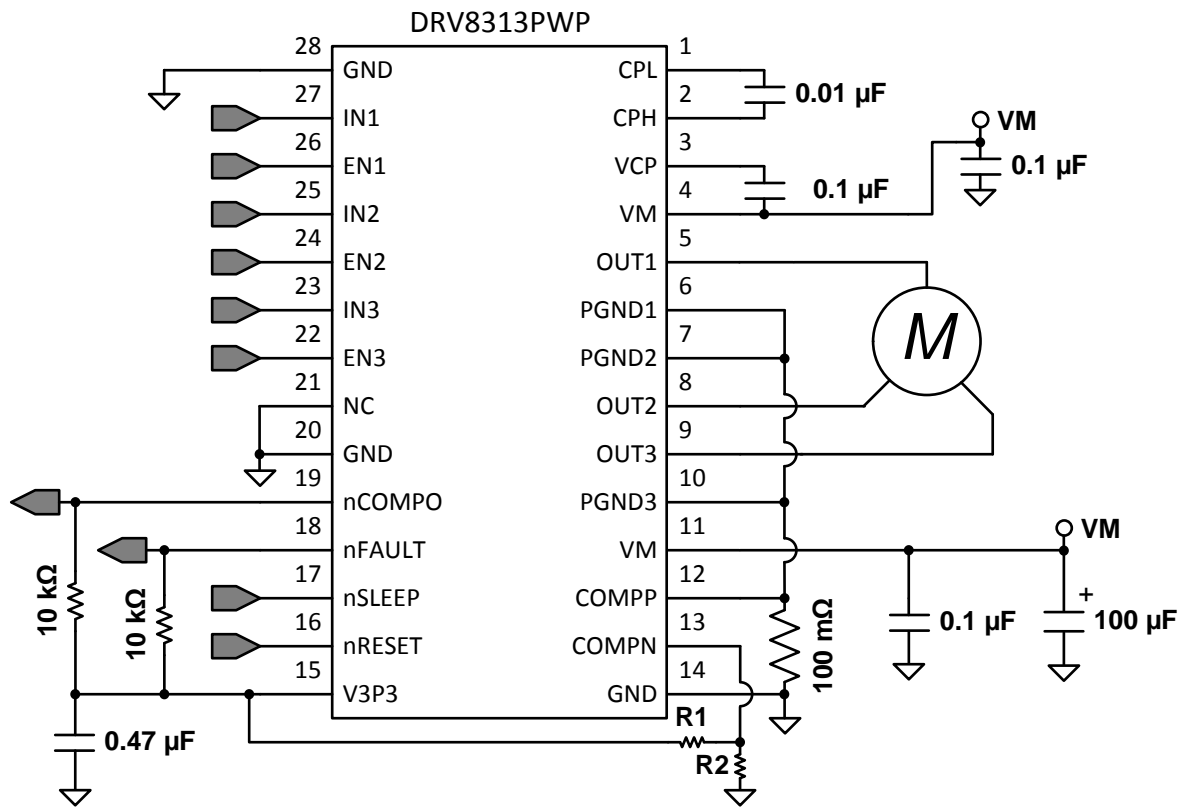 DRV8313PWP
28
GND
27
IN1
26
EN1
25
IN2
24
EN2
23
IN3
22
EN3
21
NC
20
GND
19
nCOMPO
18
nFAULT
17
nSLEEP
16
nRESET
15
V3P3
1
CPL
2
CPH
3
VCP
4
VM
5
OUT1
6
PGND1
7
PGND2
8
OUT2
9
OUT3
10
PGND3
11
VM
12
COMPP
13
COMPN
14
GND
0.01 µF
VM
0.1 µF
0.1 µF
M
VM
0.1 µF
+
100 µF
100 mΩ
R1
R2
10 kΩ
10 kΩ
0.47 µF